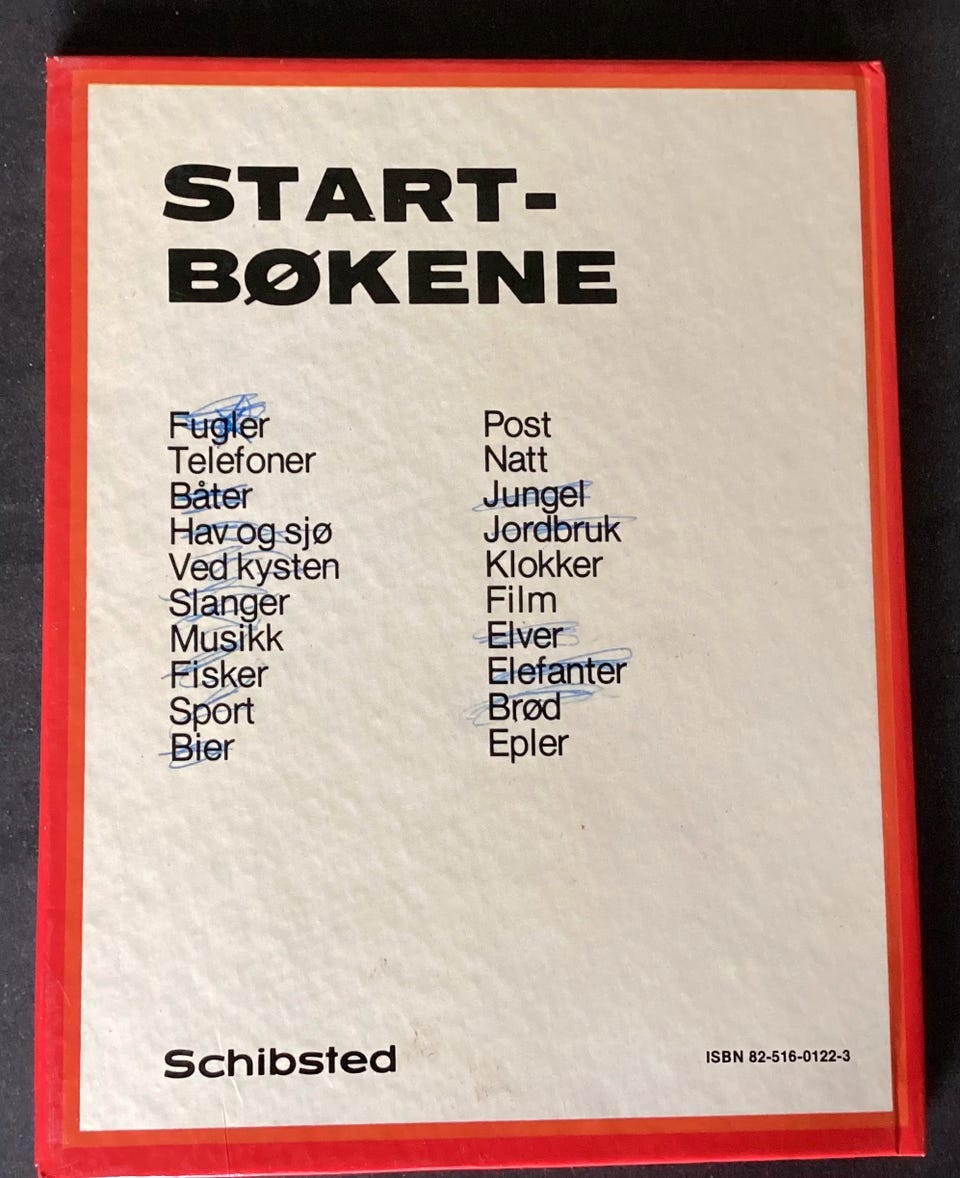 START-
BØKENE
Fugler
Telefoner
Båter
Hav og sjø
Ved kysten
Slanger
Musikk
Fisker
Sport
Bier
Post
Natt
Jungel
Jordbruk
Klokker
Film
Elver
Elefanter
Brød
Epler
Schibsted
ISBN 82-516-0122-3